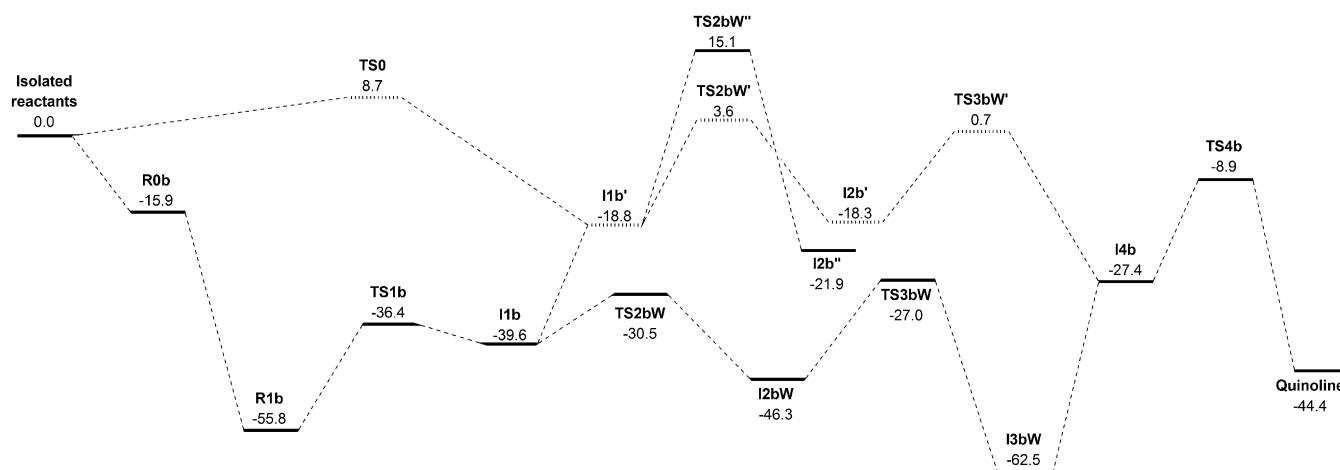 TS2bW''
15.1
TS0
8.7
Isolated
reactants
0.0
TS2bW'
3.6
TS3bW'
0.7
TS4b
-8.9
R0b
-15.9
I1b'
-18.8
I2b'
-18.3
I2b''
-21.9
I4b
-27.4
TS1b
-36.4
I1b
-39.6
TS2bW
-30.5
TS3bW
-27.0
R1b
-55.8
I2bW
-46.3
Quinoline
-44.4
I3bW
-62.5